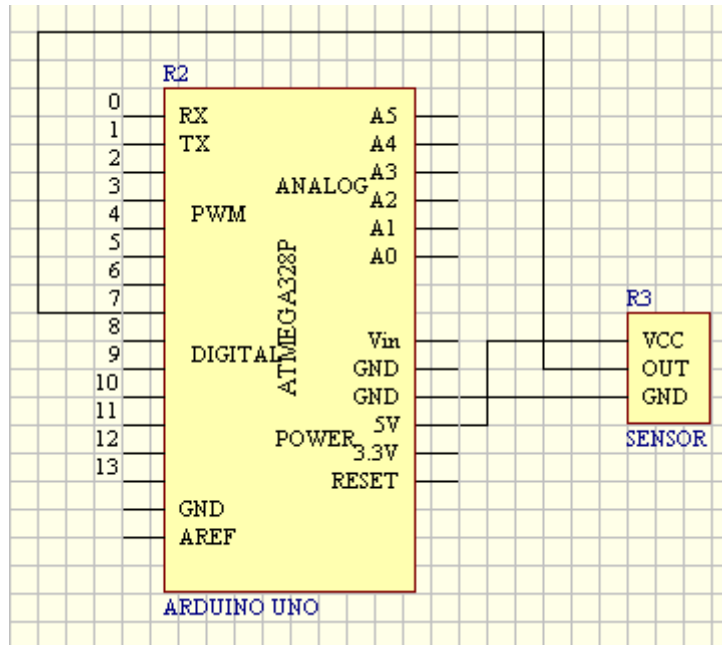 R2
0
RX
A5
1
TX
A4
2
A3
3
ANALOG
A2
4
PWM
A1
5
A0
6
ATMEGA328P
7
R3
8
Vin
VCC
9
DIGITAL
GND
OUT
10
GND
GND
11
5V
12
POWER
SENSOR
3.3V
13
RESET
GND
AREF
ARDUINO UNO